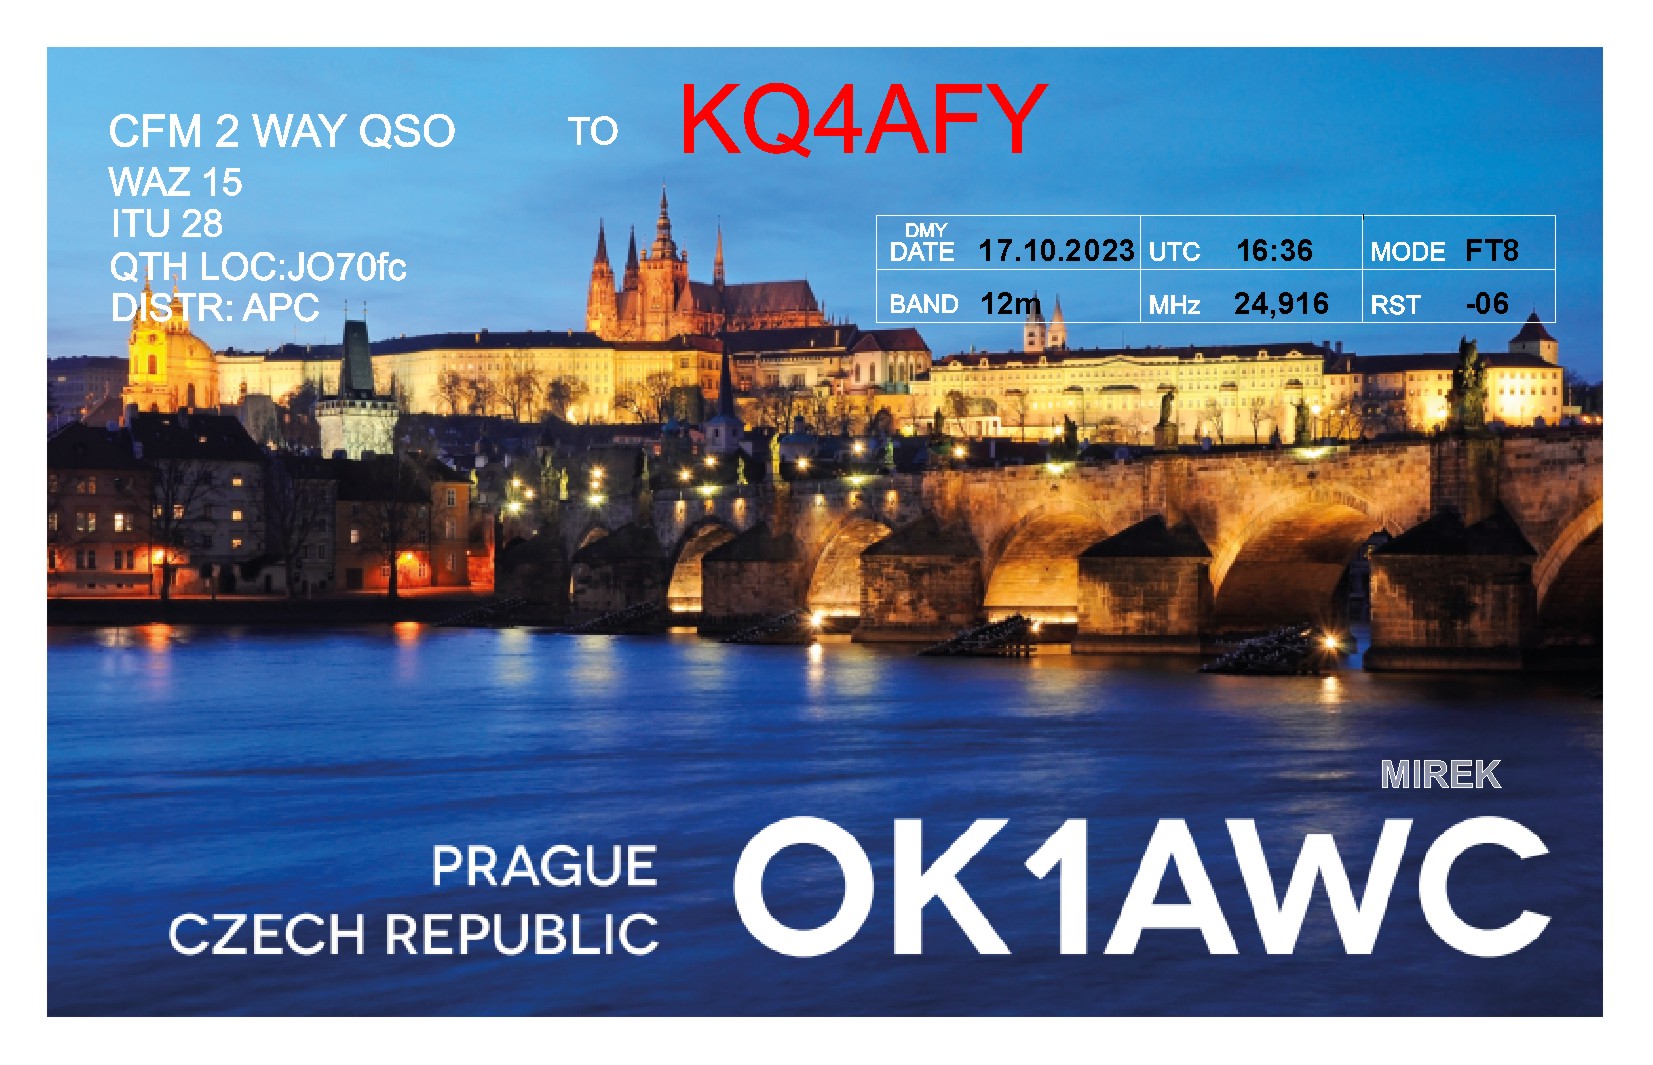 CFM 2 WAY QSO TO KQ4AFY
WAZ 15
ITU 28
QTH LOC:JO70fc
DISTR: APC
DMY
DATE 17.10.2023 UTC 16:36 MODE FT8
BAND 12m MHz 24,916 RST -06
MIREK
OK1AWC
PRAGUE
CZECH REPUBLIC